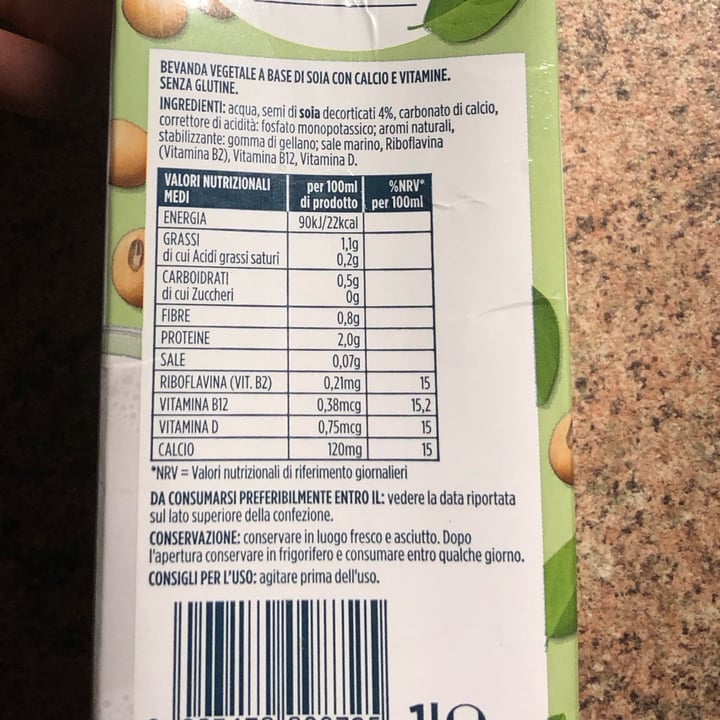 BEVANDA VEGETALE A BASE DI SOIA CON CALCIO E VITAMINE.
SENZA GLUTINE.
INGREDIENTI: acqua, semi di soia decorticati 4%, carbonato di calcio,
correttore di acidità: fosfato monopotassico; aromi naturali,
stabilizzante: gomma di gellano; sale marino, Riboflavina
(Vitamina B2), Vitamina B12, Vitamina D.
VALORI NUTRIZIONALI MEDI per 100ml di prodotto %NRV* per 100ml
ENERGIA 90kJ/22kcal
GRASSI 1,1g
di cui Acidi grassi saturi 0,2g
CARBOIDRATI 0,5g
di cui Zuccheri 0g
FIBRE 0,8g
PROTEINE 2,0g
SALE 0,07g
RIBOFLAVINA (VIT. B2) 0,21mg 15
VITAMINA B12 0,38mcg 15,2
VITAMINA D 0,75mcg 15
CALCIO 120mg 15
*NRV = Valori nutrizionali di riferimento giornalieri
DA CONSUMARSI PREFERIBILMENTE ENTRO IL: vedere la data riportata
sul lato superiore della confezione.
CONSERVAZIONE: conservare in luogo fresco e asciutto. Dopo
l'apertura conservare in frigorifero e consumare entro qualche giorno.
CONSIGLI PER L'USO: agitare prima dell'uso.